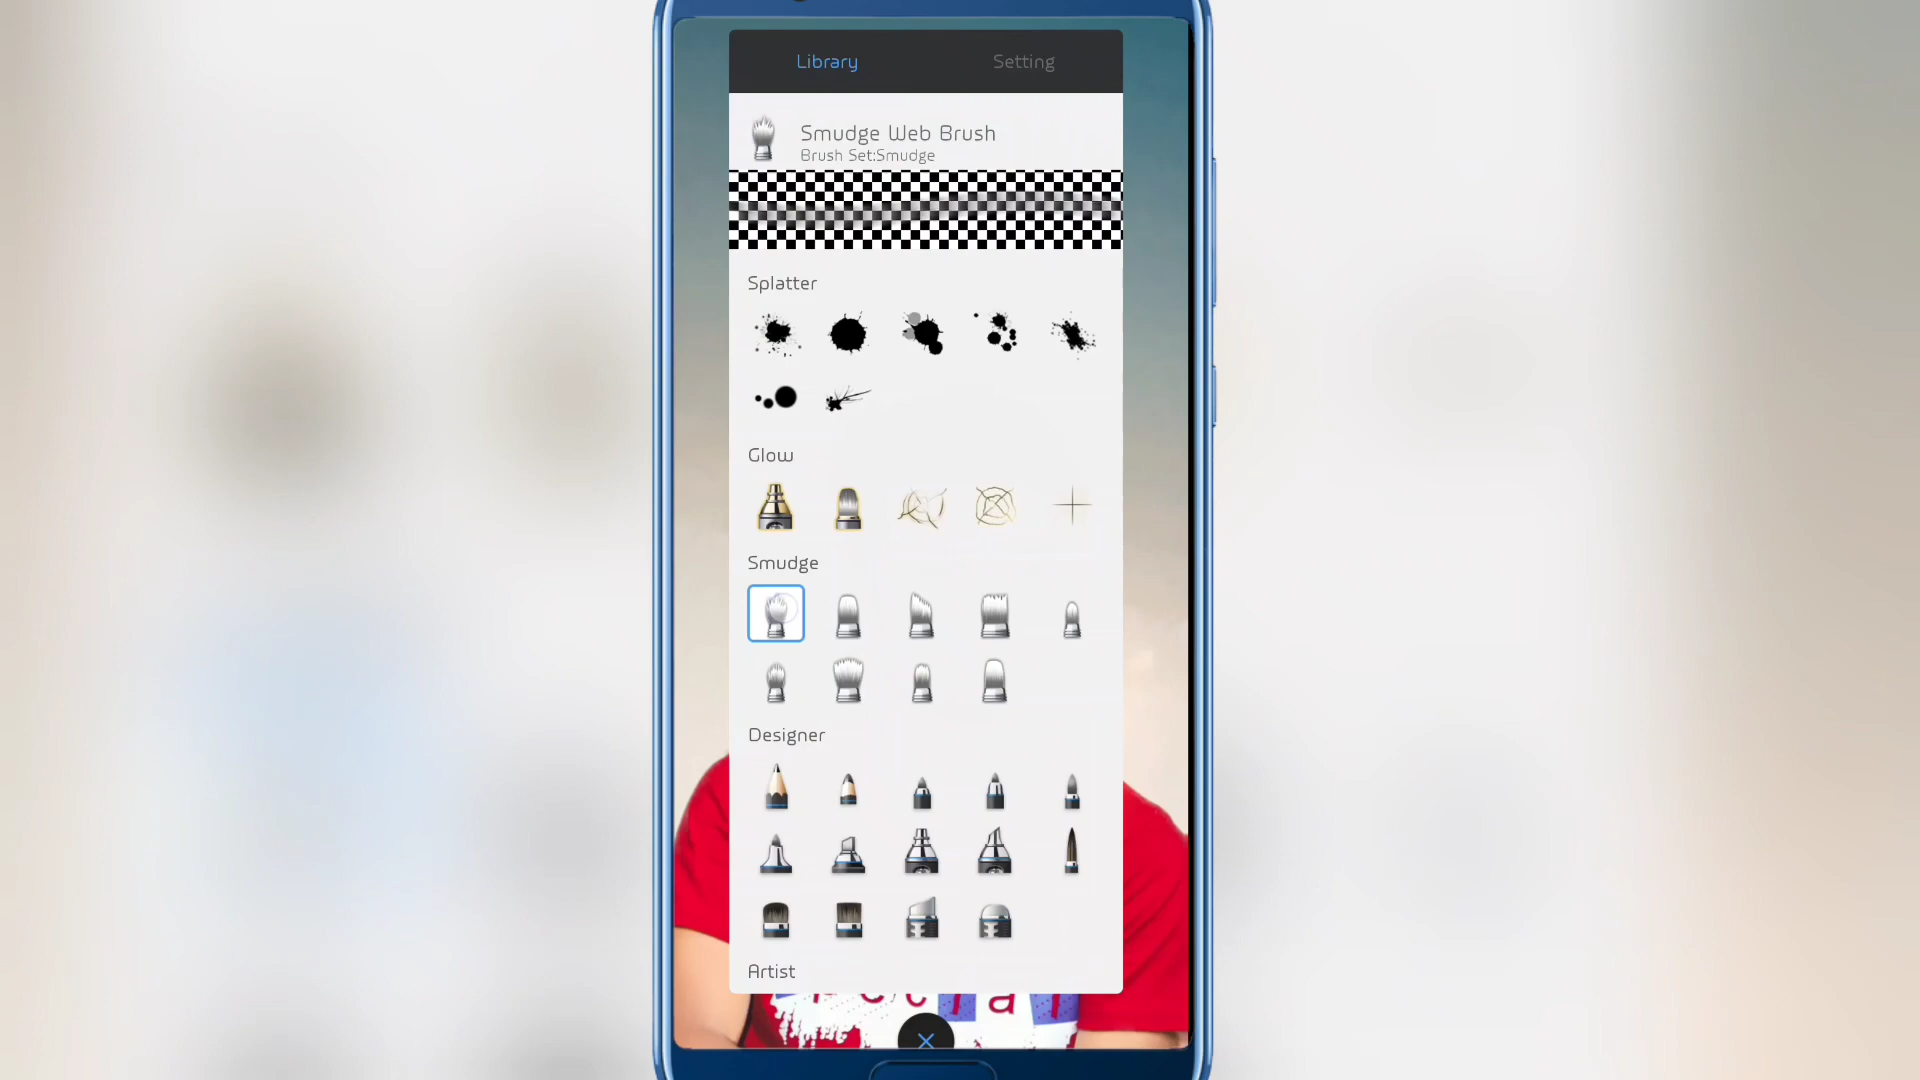 Library
Setting
Smudge Web Brush
Brush Set:Smudge
Splatter
Glow
Smudge
Designer
Artist